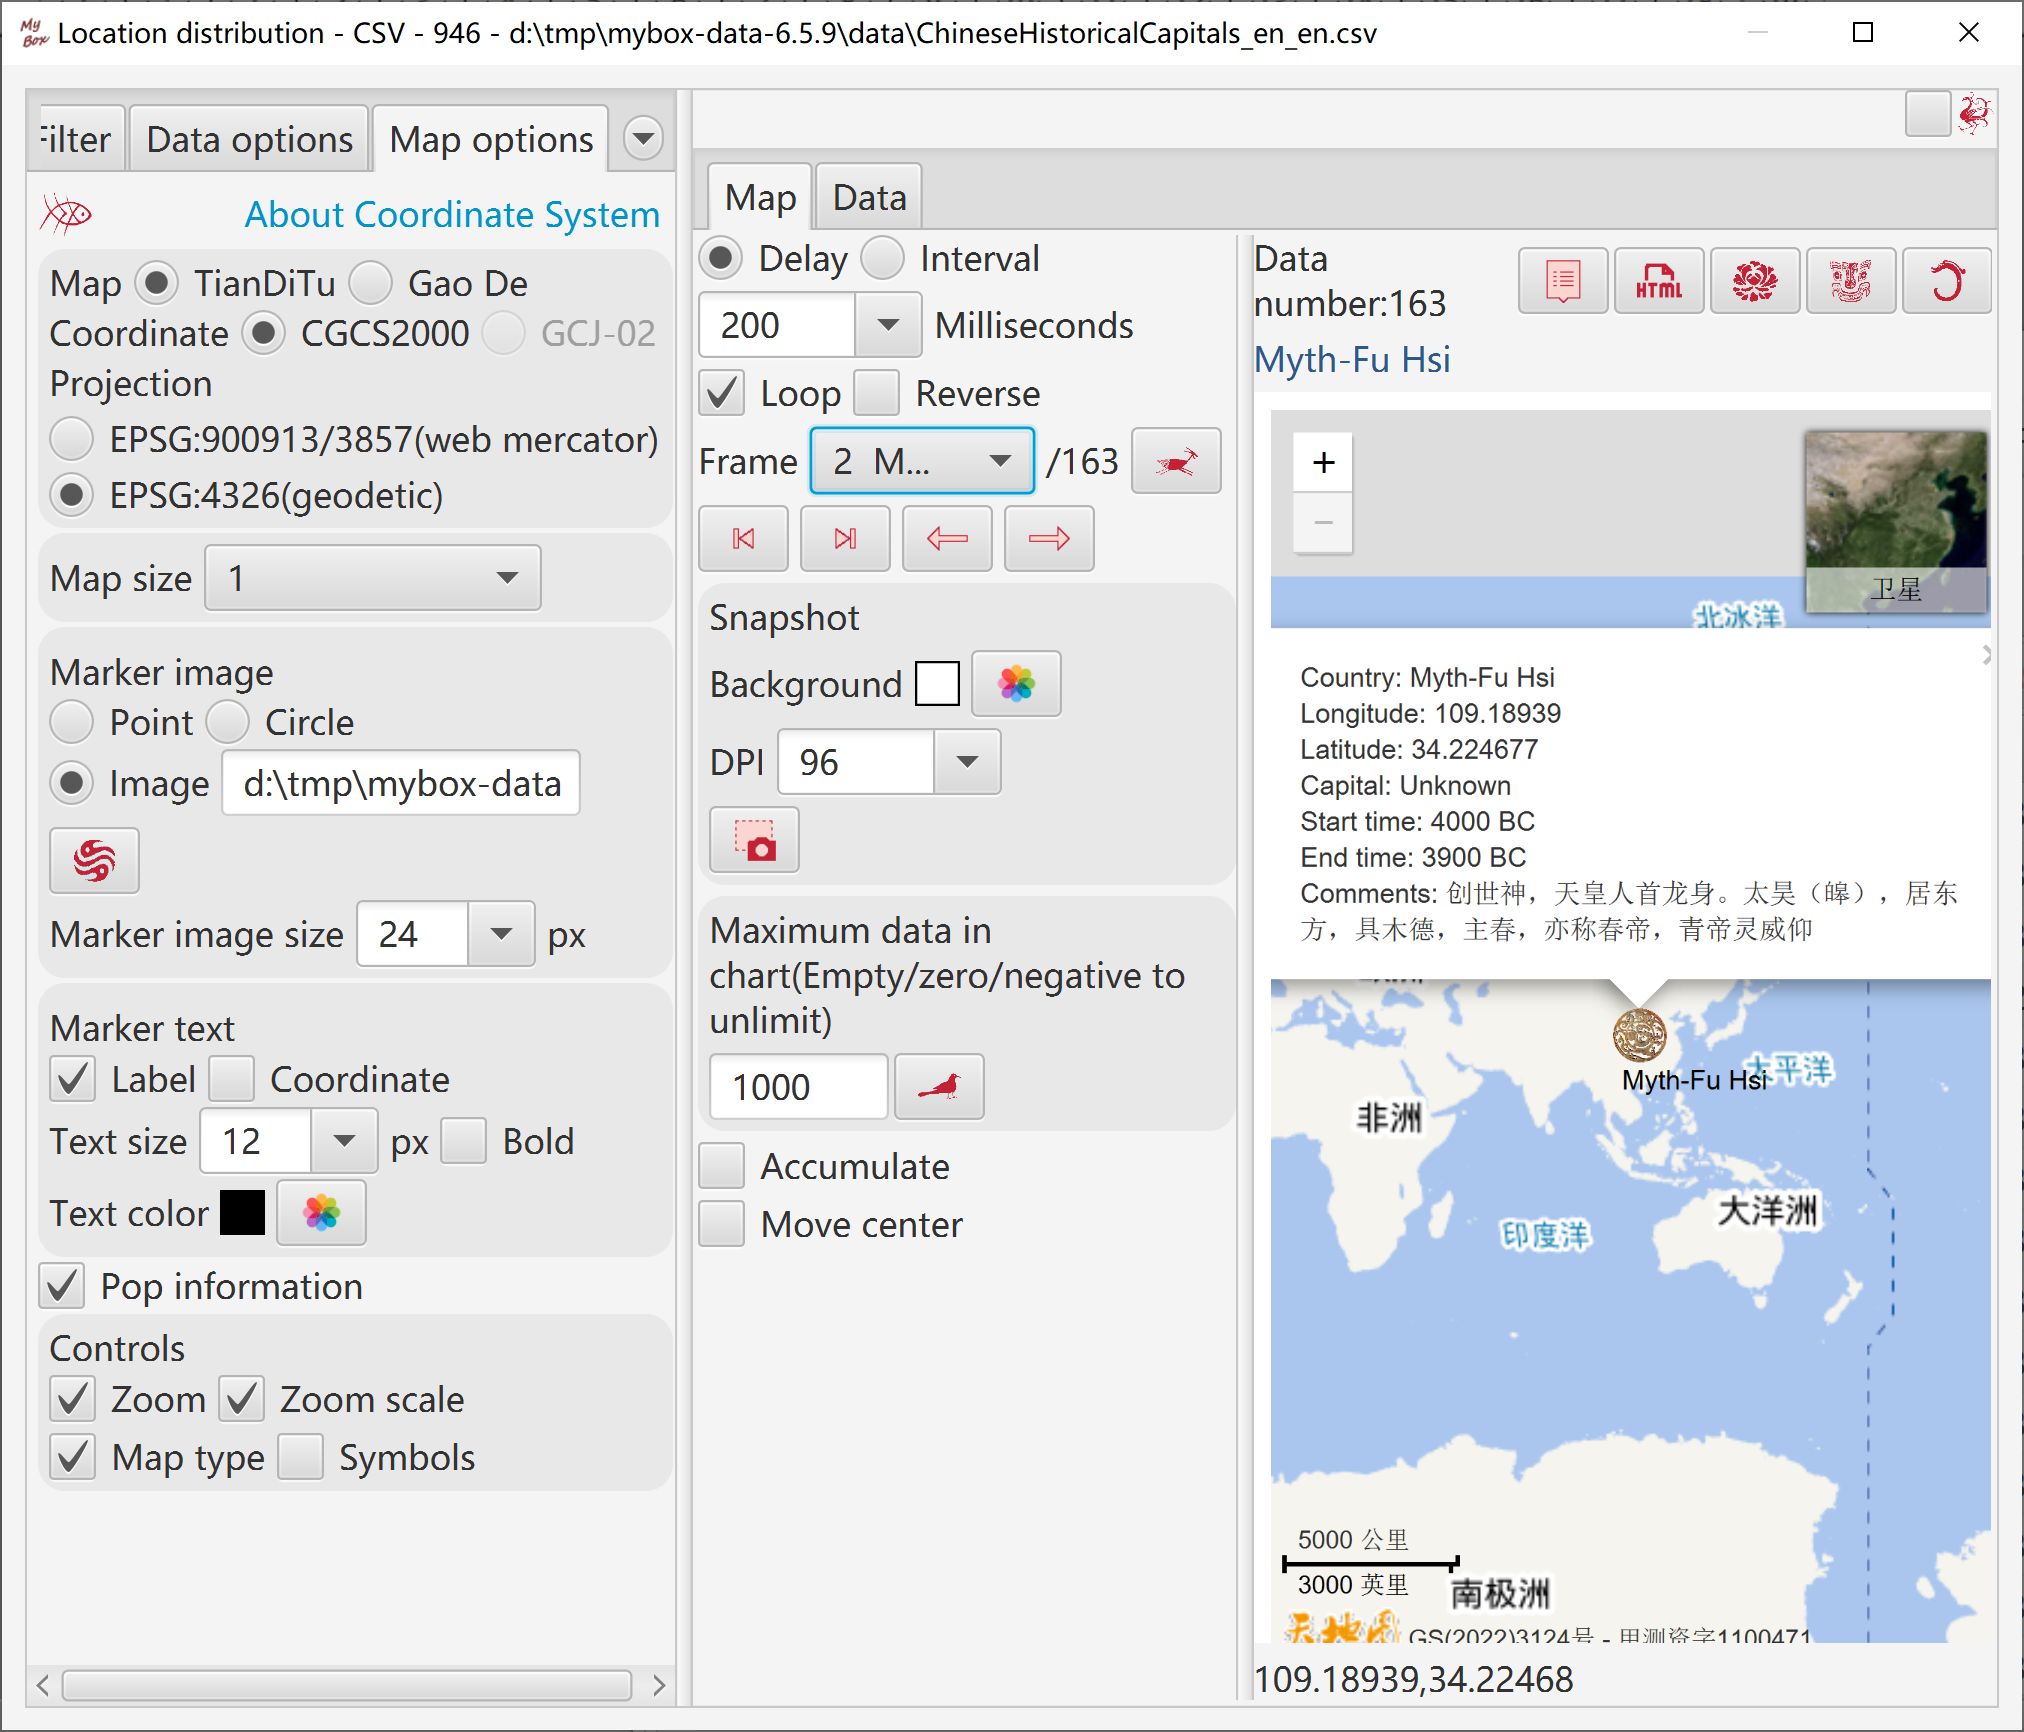 My Box Location distribution - CSV - 946 - d:\tmp\mybox-data-6.5.9\data\ChineseHistoricalCapitals_en_en.csv
Filter Data options Map options
About Coordinate System
Map TianDiTu Gao De
Coordinate CGCS2000 GCJ-02
Projection
EPSG:900913/3857(web mercator)
EPSG:4326(geodetic)
Map size 1
Marker image
Point Circle
Image d:\tmp\mybox-data
Marker image size 24 px
Marker text
Label Coordinate
Text size 12 px Bold
Text color
Pop information
Controls
Zoom Zoom scale
Map type Symbols
Map Data
Delay Interval
200 Milliseconds
Loop Reverse
Frame 2 M... /163
Snapshot
Background
DPI 96
Maximum data in
chart(Empty/zero/negative to
unlimit)
1000
Accumulate
Move center
Data
number:163
HTML
Myth-Fu Hsi
+
−
卫星
北冰洋
Country: Myth-Fu Hsi
Longitude: 109.18939
Latitude: 34.224677
Capital: Unknown
Start time: 4000 BC
End time: 3900 BC
Comments: 创世神，天皇人首龙身。太昊（皞），居东
方，具木德，主春，亦称春帝，青帝灵威仰
太平洋
Myth-Fu Hsi
非洲
大洋洲
印度洋
5000 公里
3000 英里
南极洲
天地图 GS(2022)3124号 - 甲测资字1100471
109.18939,34.22468